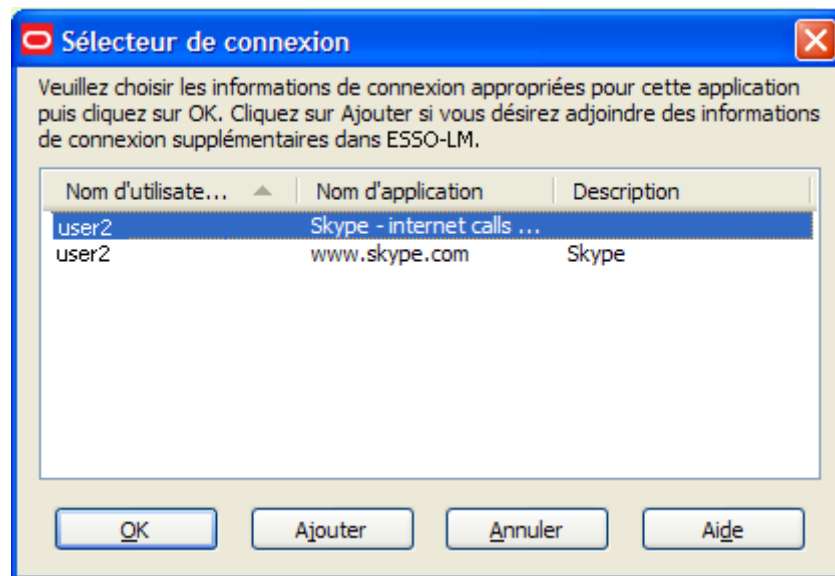 Sélecteur de connexion
Veuillez choisir les informations de connexion appropriées pour cette application
puis cliquez sur OK. Cliquez sur Ajouter si vous désirez adjoindre des informations
de connexion supplémentaires dans ESSO-LM.
Nom d'utilisate... Nom d'application Description
user2 Skype - internet calls ...
user2 www.skype.com Skype
OK Ajouter Annuler Aide